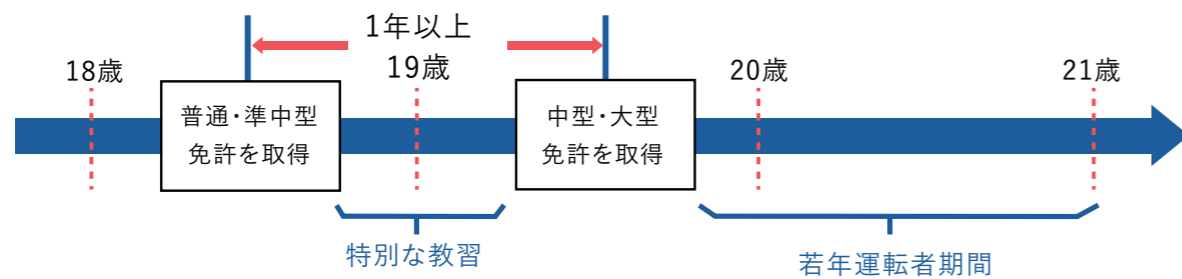 1年以上
18歳
19歳
20歳
21歳
普通・準中型
免許を取得
中型・大型
免許を取得
特別な教習
若年運転者期間